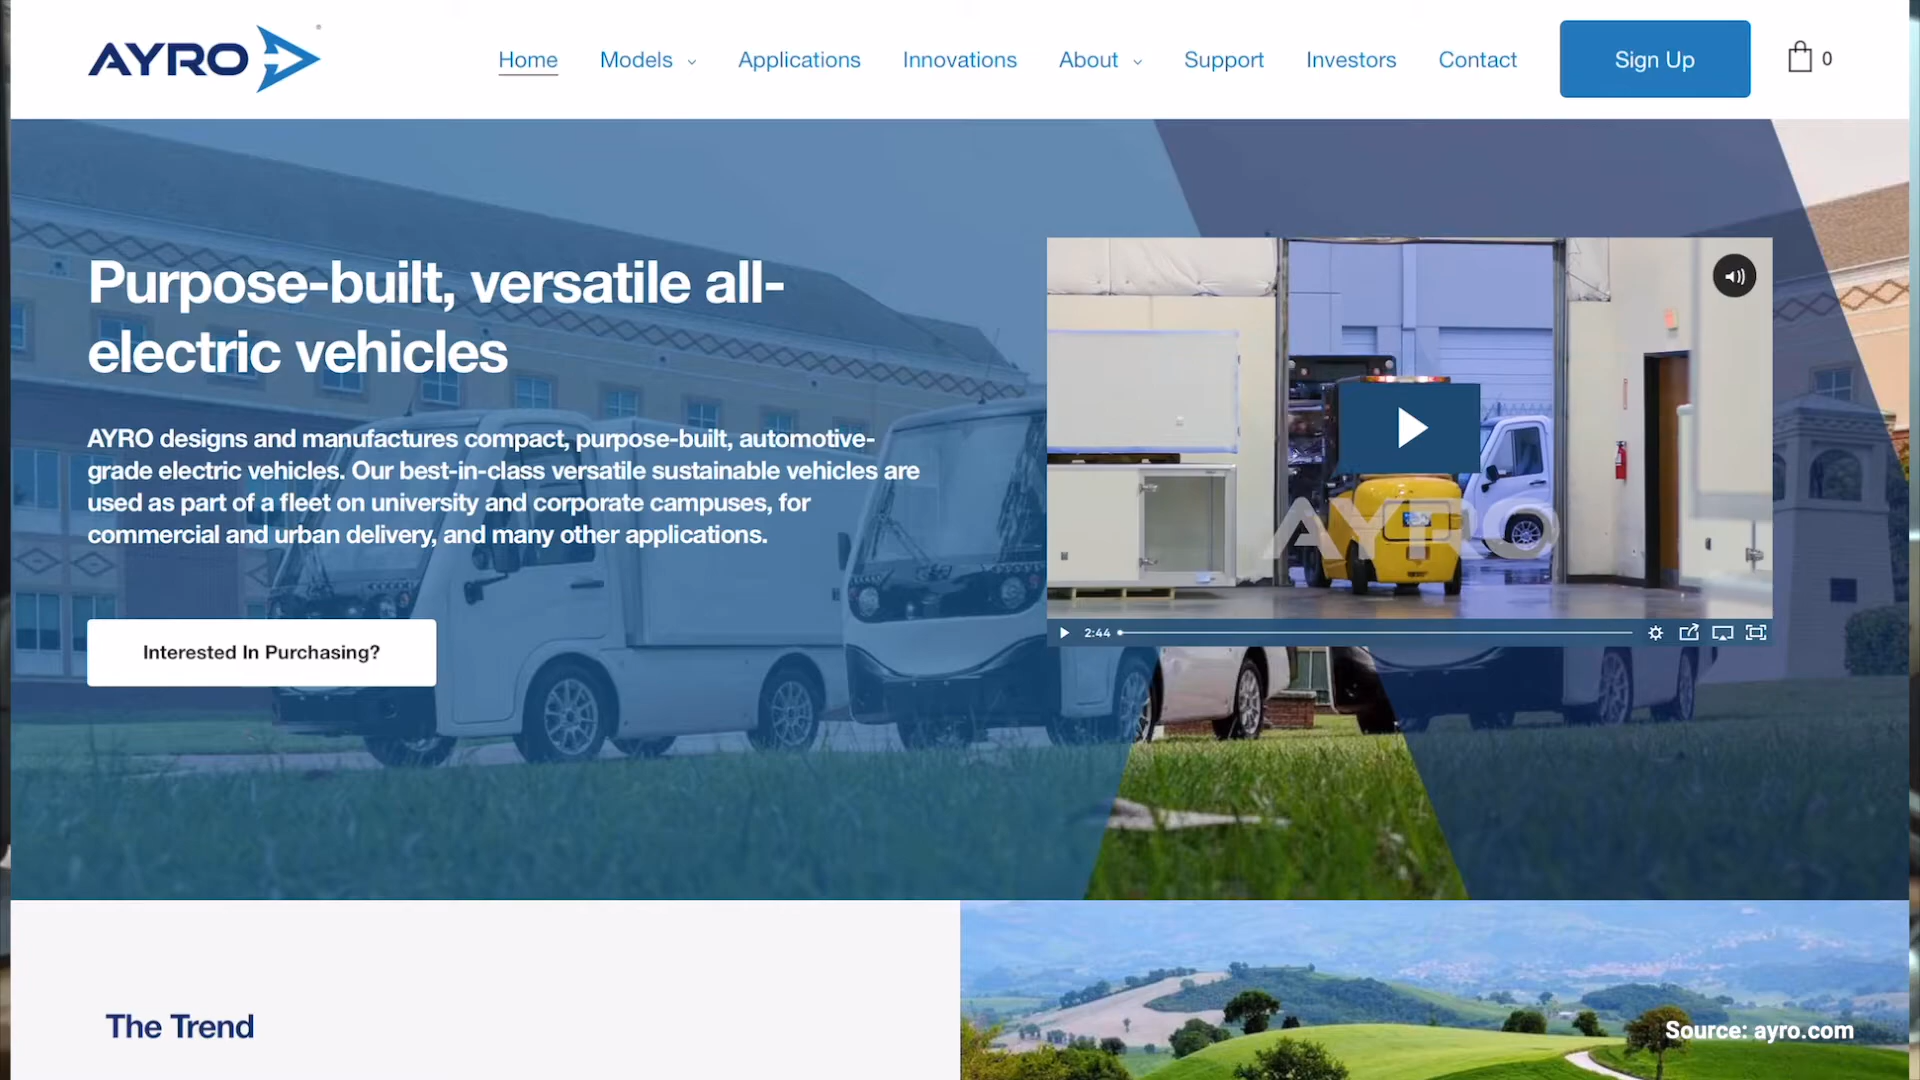 AYRO
Home Models Applications Innovations About Support Investors Contact Sign Up 0
Purpose-built, versatile all-
electric vehicles
AYRO designs and manufactures compact, purpose-built, automotive-
grade electric vehicles. Our best-in-class versatile sustainable vehicles are
used as part of a fleet on university and corporate campuses, for
commercial and urban delivery, and many other applications.
Interested In Purchasing?
AYRO
2:44
The Trend
Source: ayro.com